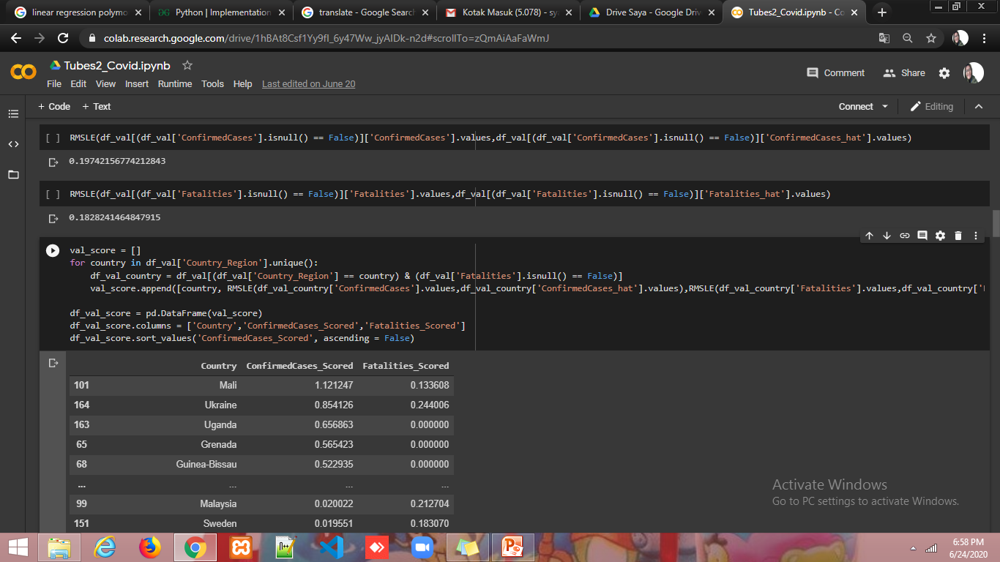 linear regression polymo
Python | Implementation
translate - Google Search
Kotak Masuk (5.078) - sya
Drive Saya - Google Drive
Tubes2_Covid.ipynb - Co
colab.research.google.com/drive/1hBAt8Csf1Yy9fl_6y47Ww_jyAIDk-n2d#scrollTo=zQmAiAaFaWmJ
Tubes2_Covid.ipynb
File Edit View Insert Runtime Tools Help Last edited on June 20
Comment Share
+ Code + Text
Connect Editing
[ ] RMSLE(df_val[(df_val['ConfirmedCases'].isnull() == False)]['ConfirmedCases'].values,df_val[(df_val['ConfirmedCases'].isnull() == False)]['ConfirmedCases_hat'].values)
0.19742156774212843
[ ] RMSLE(df_val[(df_val['Fatalities'].isnull() == False)]['Fatalities'].values,df_val[(df_val['Fatalities'].isnull() == False)]['Fatalities_hat'].values)
0.1828241464847915
val_score = []
for country in df_val['Country_Region'].unique():
    df_val_country = df_val[(df_val['Country_Region'] == country) & (df_val['Fatalities'].isnull() == False)]
    val_score.append([country, RMSLE(df_val_country['ConfirmedCases'].values,df_val_country['ConfirmedCases_hat'].values),RMSLE(df_val_country['Fatalities'].values,df_val_country['
df_val_score = pd.DataFrame(val_score)
df_val_score.columns = ['Country','ConfirmedCases_Scored','Fatalities_Scored']
df_val_score.sort_values('ConfirmedCases_Scored', ascending = False)
Country ConfirmedCases_Scored Fatalities_Scored
101 Mali 1.121247 0.133608
164 Ukraine 0.854126 0.244006
163 Uganda 0.656863 0.000000
65 Grenada 0.565423 0.000000
68 Guinea-Bissau 0.522935 0.000000
... ... ... ...
99 Malaysia 0.020022 0.212704
151 Sweden 0.019551 0.183070
Activate Windows
Go to PC settings to activate Windows.
6:58 PM
6/24/2020